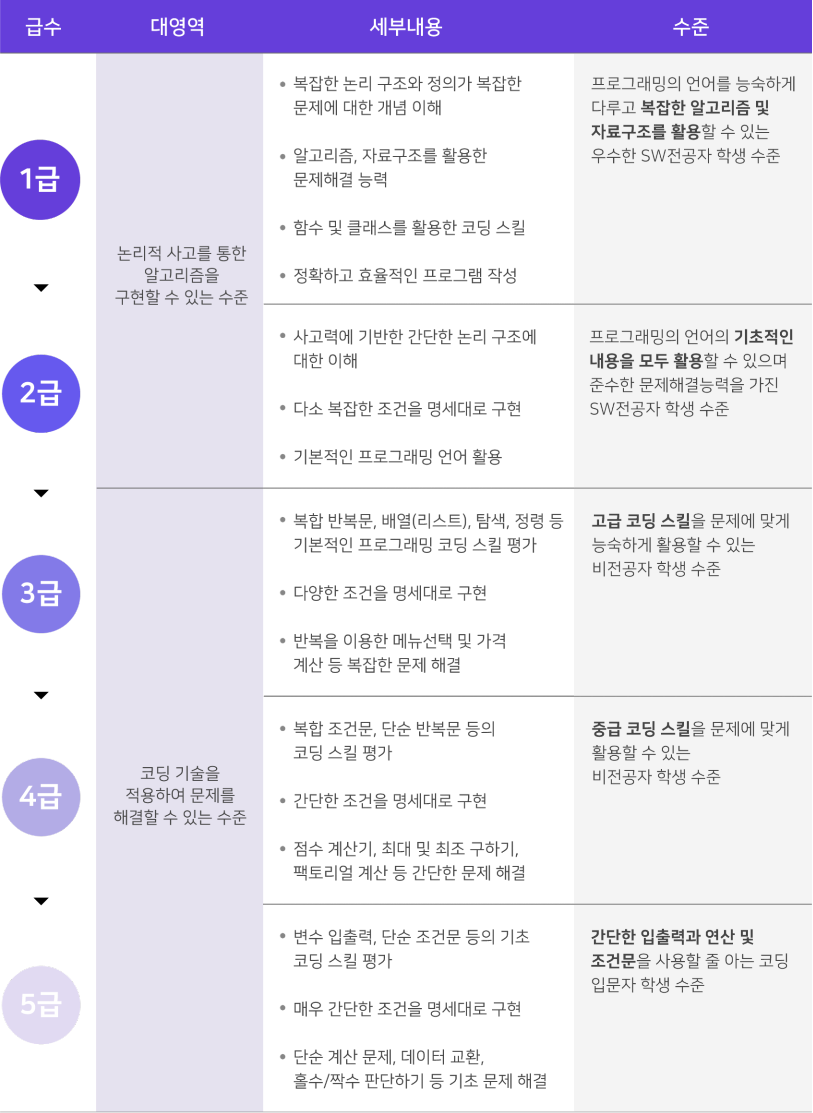 급수 대영역 세부내용 수준
1급
논리적 사고를 통한
알고리즘을
구현할 수 있는 수준
• 복잡한 논리 구조와 정의가 복잡한
문제에 대한 개념 이해
• 알고리즘, 자료구조를 활용한
문제해결 능력
• 함수 및 클래스를 활용한 코딩 스킬
• 정확하고 효율적인 프로그램 작성
프로그래밍의 언어를 능숙하게
다루고 복잡한 알고리즘 및
자료구조를 활용할 수 있는
우수한 SW전공자 학생 수준
2급
• 사고력에 기반한 간단한 논리 구조에
대한 이해
• 다소 복잡한 조건을 명세대로 구현
• 기본적인 프로그래밍 언어 활용
프로그래밍의 언어의 기초적인
내용을 모두 활용할 수 있으며
준수한 문제해결능력을 가진
SW전공자 학생 수준
3급
코딩 기술을
적용하여 문제를
해결할 수 있는 수준
• 복합 반복문, 배열(리스트), 탐색, 정령 등
기본적인 프로그래밍 코딩 스킬 평가
• 다양한 조건을 명세대로 구현
• 반복을 이용한 메뉴선택 및 가격
계산 등 복잡한 문제 해결
고급 코딩 스킬을 문제에 맞게
능숙하게 활용할 수 있는
비전공자 학생 수준
4급
• 복합 조건문, 단순 반복문 등의
코딩 스킬 평가
• 간단한 조건을 명세대로 구현
• 점수 계산기, 최대 및 최조 구하기,
팩토리얼 계산 등 간단한 문제 해결
중급 코딩 스킬을 문제에 맞게
활용할 수 있는
비전공자 학생 수준
5급
• 변수 입출력, 단순 조건문 등의 기초
코딩 스킬 평가
• 매우 간단한 조건을 명세대로 구현
• 단순 계산 문제, 데이터 교환,
홀수/짝수 판단하기 등 기초 문제 해결
간단한 입출력과 연산 및
조건문을 사용할 줄 아는 코딩
입문자 학생 수준